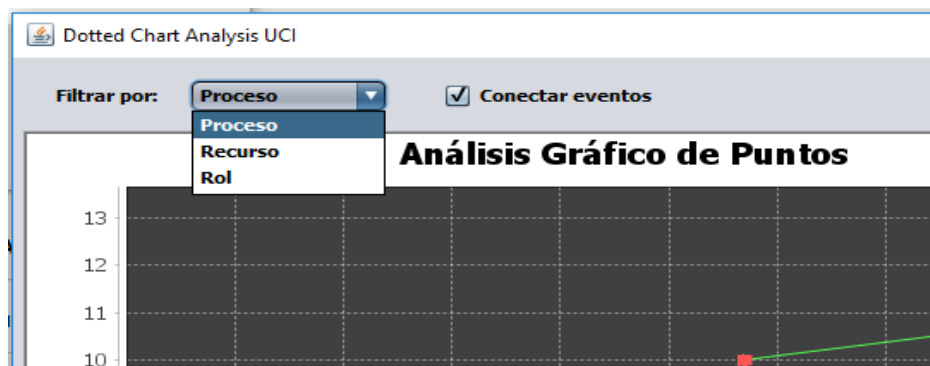 Dotted Chart Analysis UCI
Filtrar por: Proceso Conectar eventos
Proceso
Recurso
Rol
Análisis Gráfico de Puntos
13
12
11
10